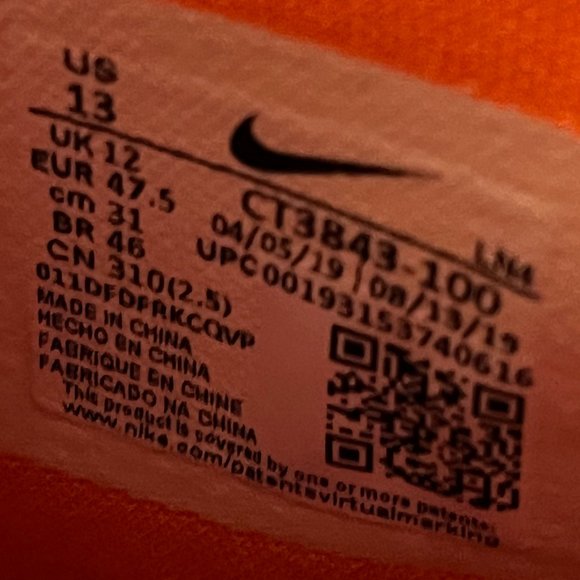 US
13
UK 12
EUR 47.5
cm 31
BR 46
CN 310(2.5)
011DFDFRKCQVP
MADE IN CHINA
HECHO EN CHINA
FABRIQUE EN CHINE
FABRICADO NA CHINA
This product is covered by one or more patents:
www.nike.com/patentsvirtualmarking
CT3843-100
04/05/19 | 08/13/19
UPC 00193153740616